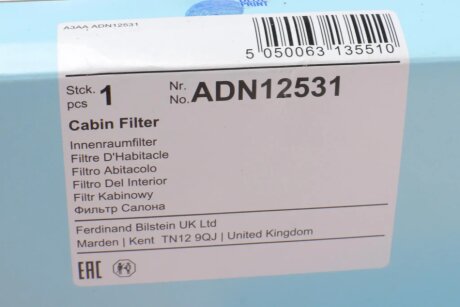 PRINT
A3AA ADN12531
5 050063 135510
Stck. 1 Nr. ADN12531
pcs No.
Cabin Filter
Innenraumfilter
Filtre D'Habitacle
Filtro Abitacolo
Filtro Del Interior
Filtr Kabinowy
Фильтр Салона
Ferdinand Bilstein UK Ltd
Marden | Kent TN12 9QJ | United Kingdom
EAC